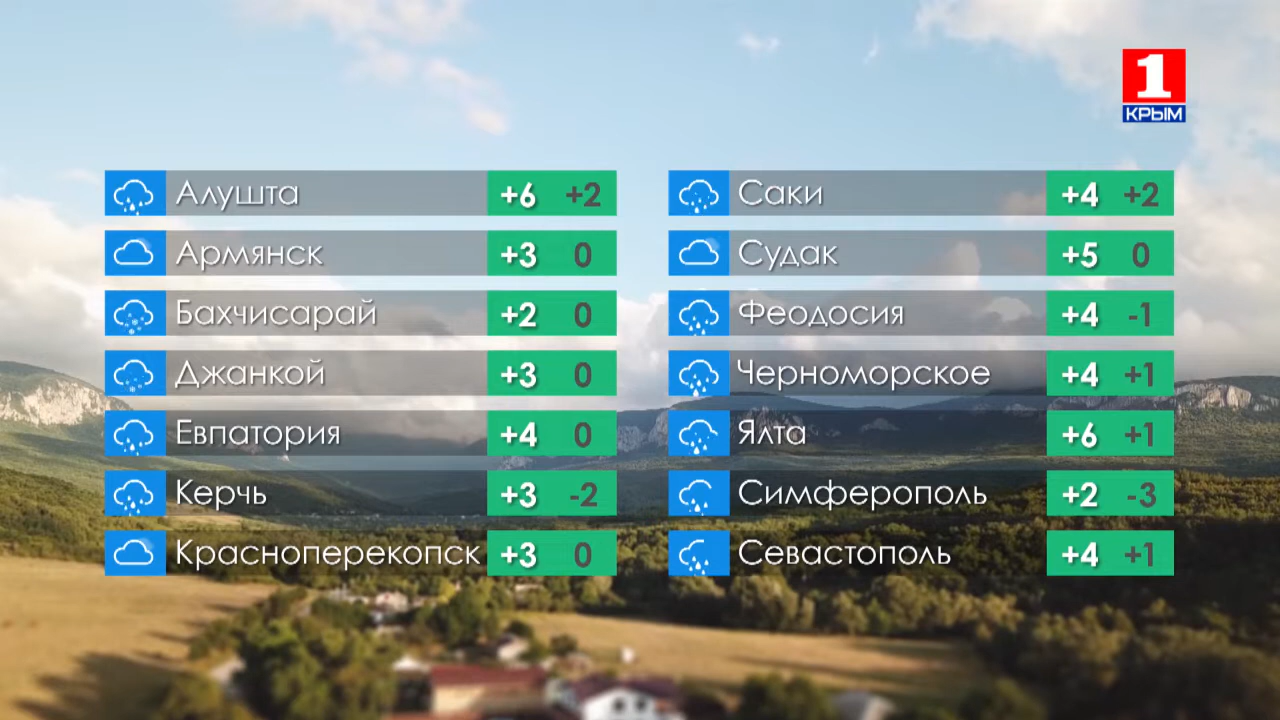 1
КРЫМ
Алушта +6 +2
Армянск +3 0
Бахчисарай +2 0
Джанкой +3 0
Евпатория +4 0
Керчь +3 -2
Красноперекопск +3 0
Саки +4 +2
Судак +5 0
Феодосия +4 -1
Черноморское +4 +1
Ялта +6 +1
Симферополь +2 -3
Севастополь +4 +1